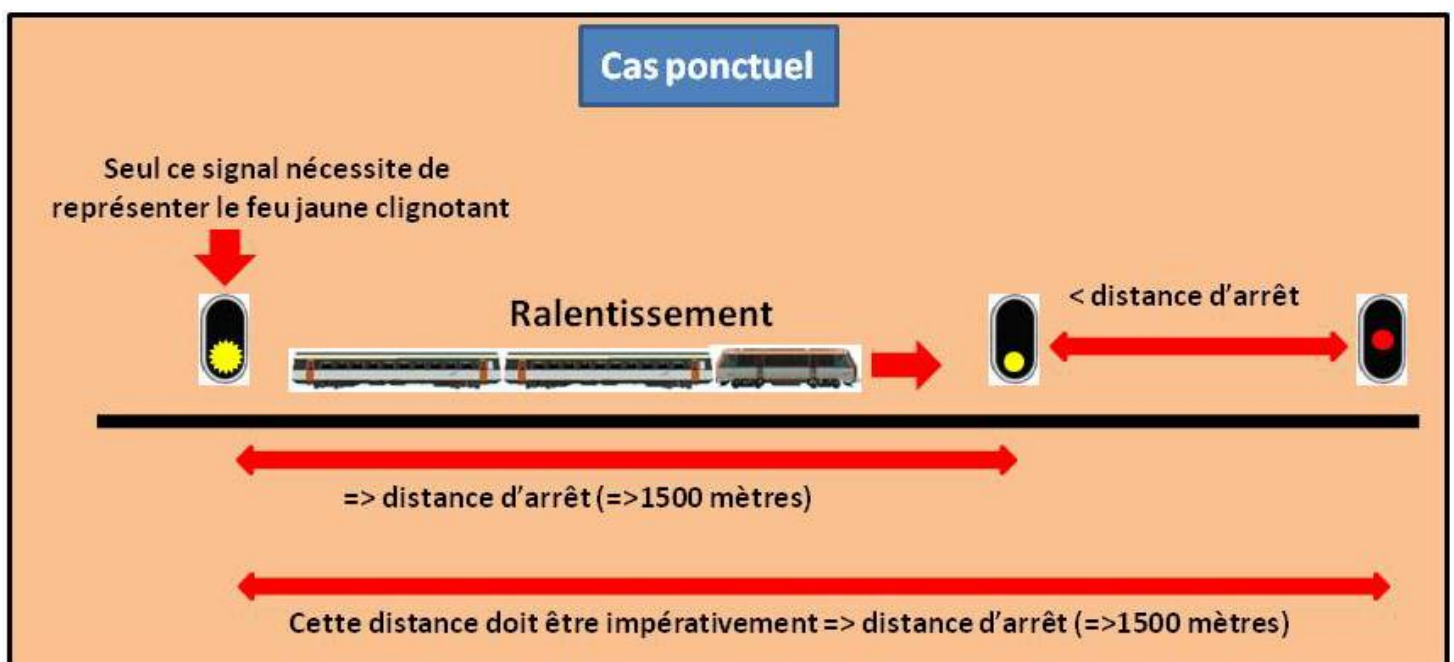 Cas ponctuel
Seul ce signal nécessite de
représenter le feu jaune clignotant
Ralentissement
< distance d'arrêt
=> distance d'arrêt (=>1500 mètres)
Cette distance doit être impérativement => distance d'arrêt (=>1500 mètres)